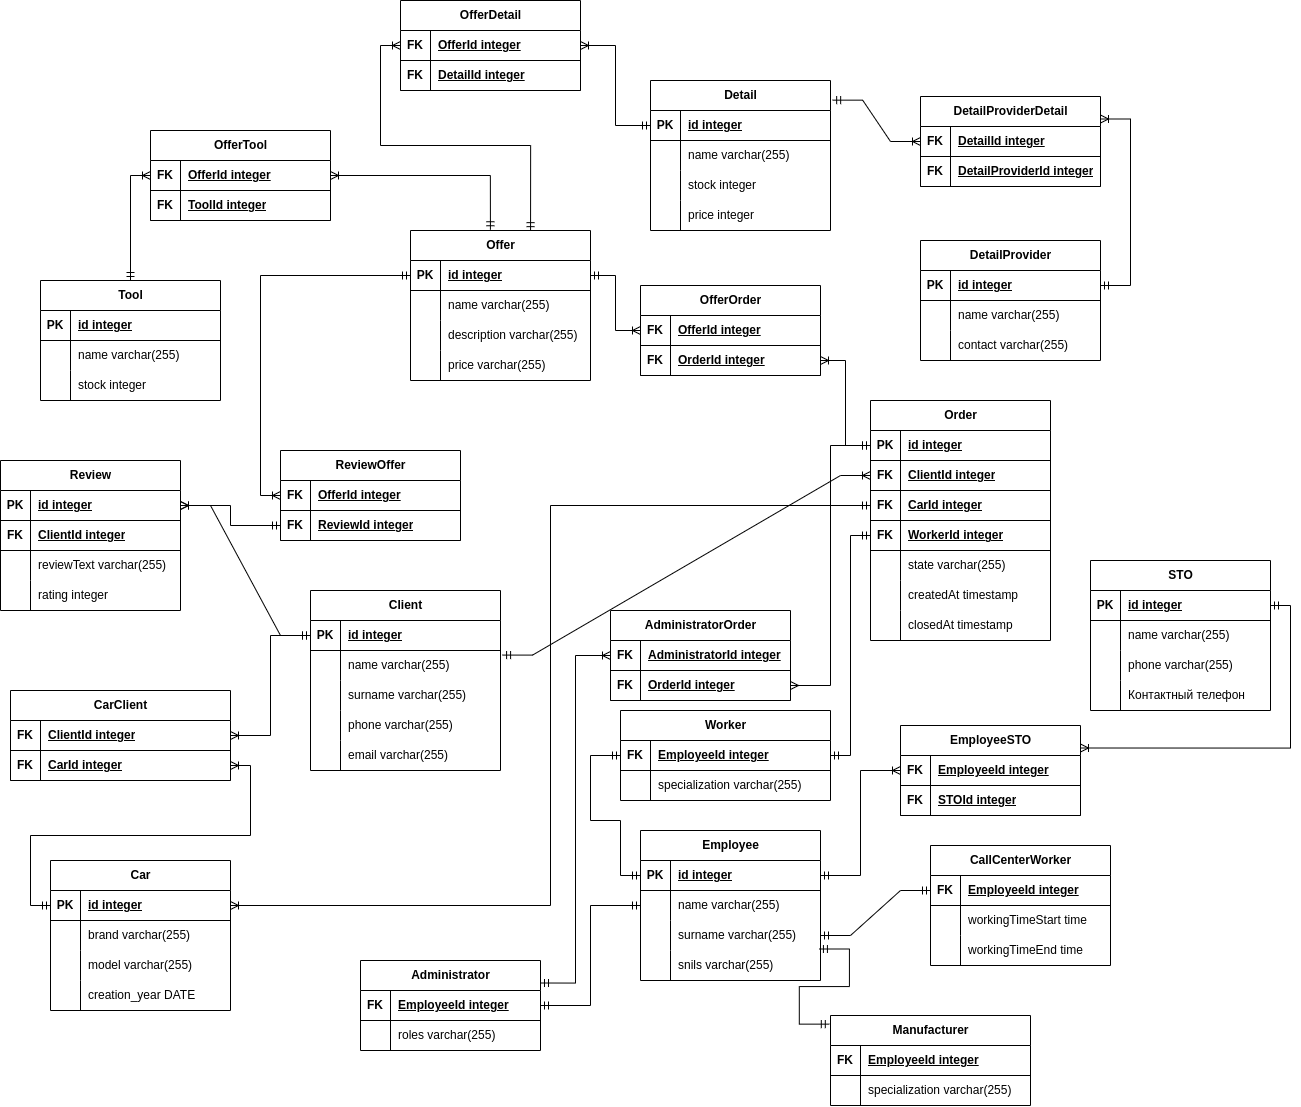 OfferDetail
FK OfferId integer
FK DetailId integer
Detail
PK id integer
name varchar(255)
stock integer
price integer
DetailProviderDetail
FK DetailId integer
FK DetailProviderId integer
OfferTool
FK OfferId integer
FK ToolId integer
Offer
PK id integer
name varchar(255)
description varchar(255)
price varchar(255)
DetailProvider
PK id integer
name varchar(255)
contact varchar(255)
Tool
PK id integer
name varchar(255)
stock integer
OfferOrder
FK OfferId integer
FK OrderId integer
Order
PK id integer
FK ClientId integer
FK CarId integer
FK WorkerId integer
state varchar(255)
createdAt timestamp
closedAt timestamp
Review
PK id integer
FK ClientId integer
reviewText varchar(255)
rating integer
ReviewOffer
FK OfferId integer
FK ReviewId integer
Client
PK id integer
name varchar(255)
surname varchar(255)
phone varchar(255)
email varchar(255)
AdministratorOrder
FK AdministratorId integer
FK OrderId integer
STO
PK id integer
name varchar(255)
phone varchar(255)
Контактный телефон
CarClient
FK ClientId integer
FK CarId integer
Worker
FK EmployeeId integer
specialization varchar(255)
EmployeeSTO
FK EmployeeId integer
FK STOId integer
Employee
PK id integer
name varchar(255)
surname varchar(255)
snils varchar(255)
CallCenterWorker
FK EmployeeId integer
workingTimeStart time
workingTimeEnd time
Car
PK id integer
brand varchar(255)
model varchar(255)
creation_year DATE
Administrator
FK EmployeeId integer
roles varchar(255)
Manufacturer
FK EmployeeId integer
specialization varchar(255)